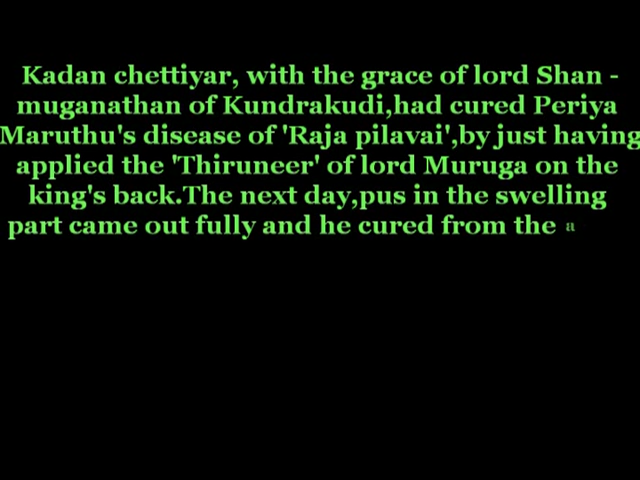 Kadan chettiyar, with the grace of lord Shan -
muganathan of Kundrakudi,had cured Periya
Maruthu's disease of 'Raja pilavai',by just having
applied the 'Thiruneer' of lord Muruga on the
king's back.The next day,pus in the swelling
part came out fully and he cured from the a